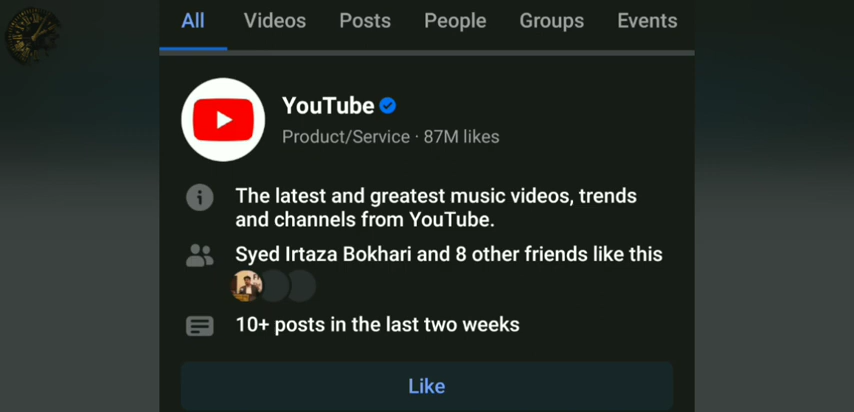 All Videos Posts People Groups Events
YouTube
Product/Service · 87M likes
The latest and greatest music videos, trends
and channels from YouTube.
Syed Irtaza Bokhari and 8 other friends like this
10+ posts in the last two weeks
Like